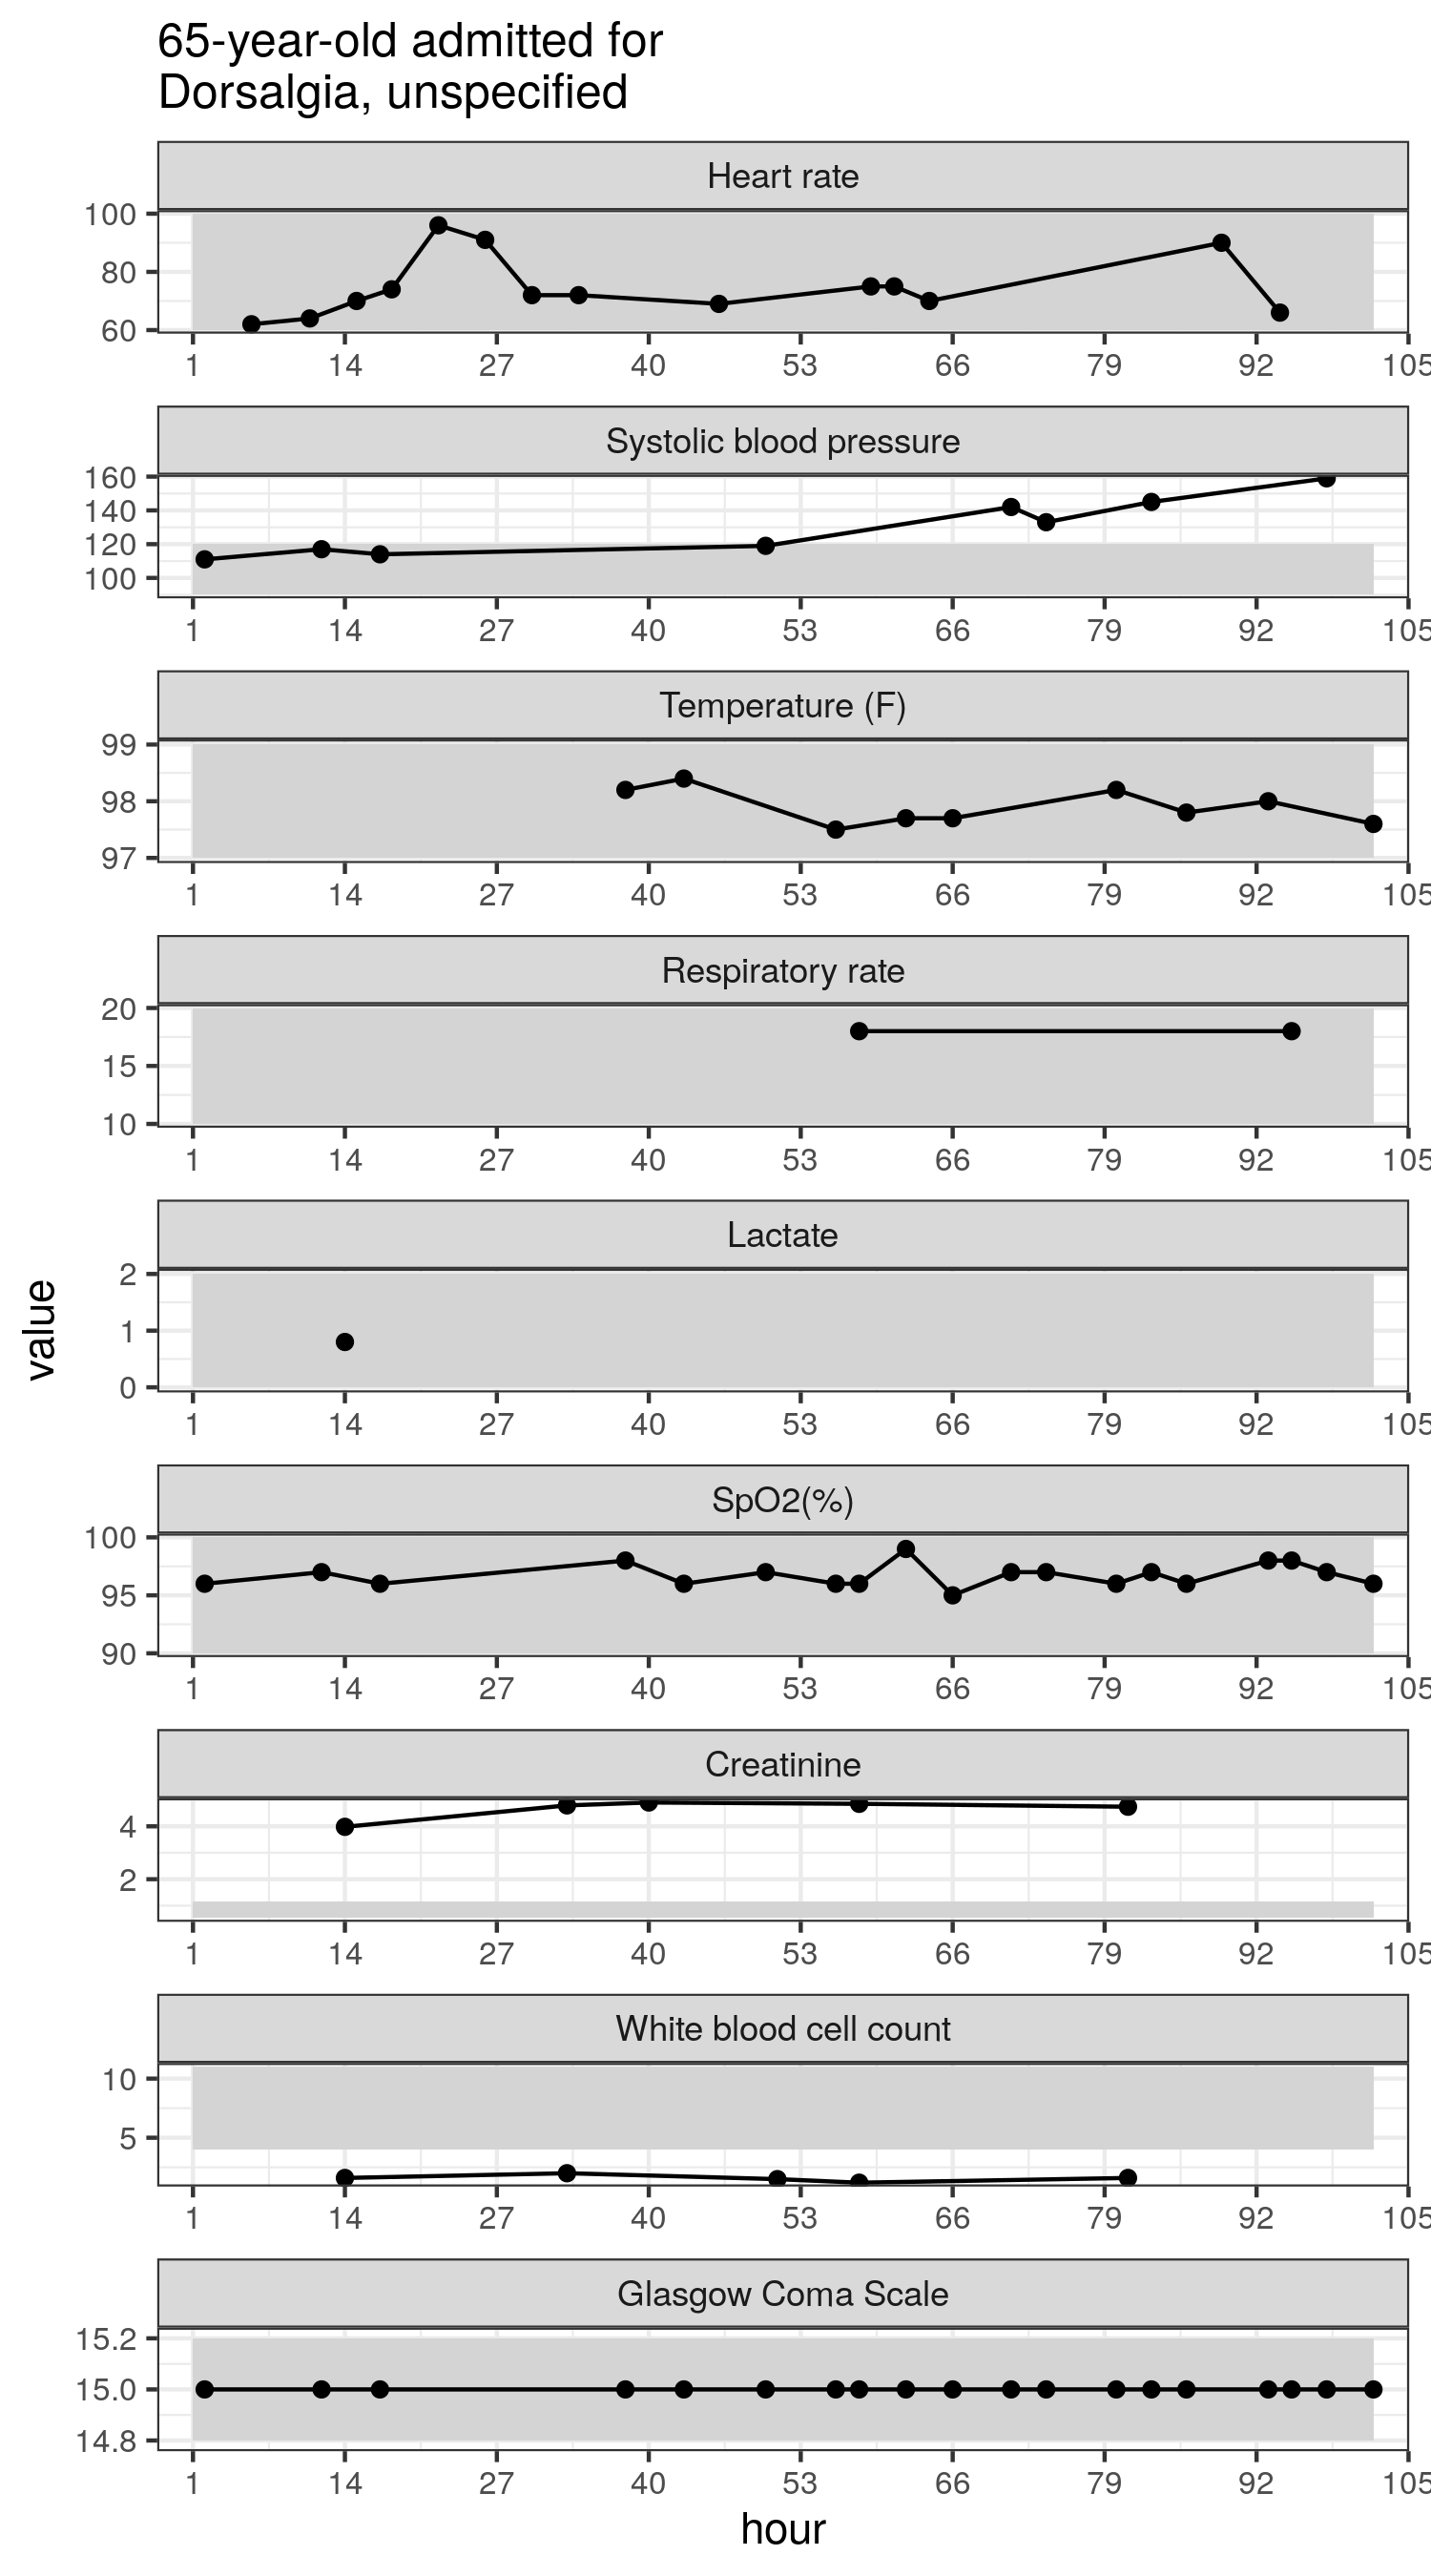 65-year-old admitted for
Dorsalgia, unspecified
Heart rate
100
80
60
1 14 27 40 53 66 79 92 105
Systolic blood pressure
160
140
120
100
1 14 27 40 53 66 79 92 105
Temperature (F)
99
98
97
1 14 27 40 53 66 79 92 105
Respiratory rate
20
15
10
1 14 27 40 53 66 79 92 105
Lactate
2
1
0
1 14 27 40 53 66 79 92 105
SpO2(%)
100
95
90
1 14 27 40 53 66 79 92 105
Creatinine
4
2
1 14 27 40 53 66 79 92 105
White blood cell count
10
5
1 14 27 40 53 66 79 92 105
Glasgow Coma Scale
15.2
15.0
14.8
1 14 27 40 53 66 79 92 105
hour
value